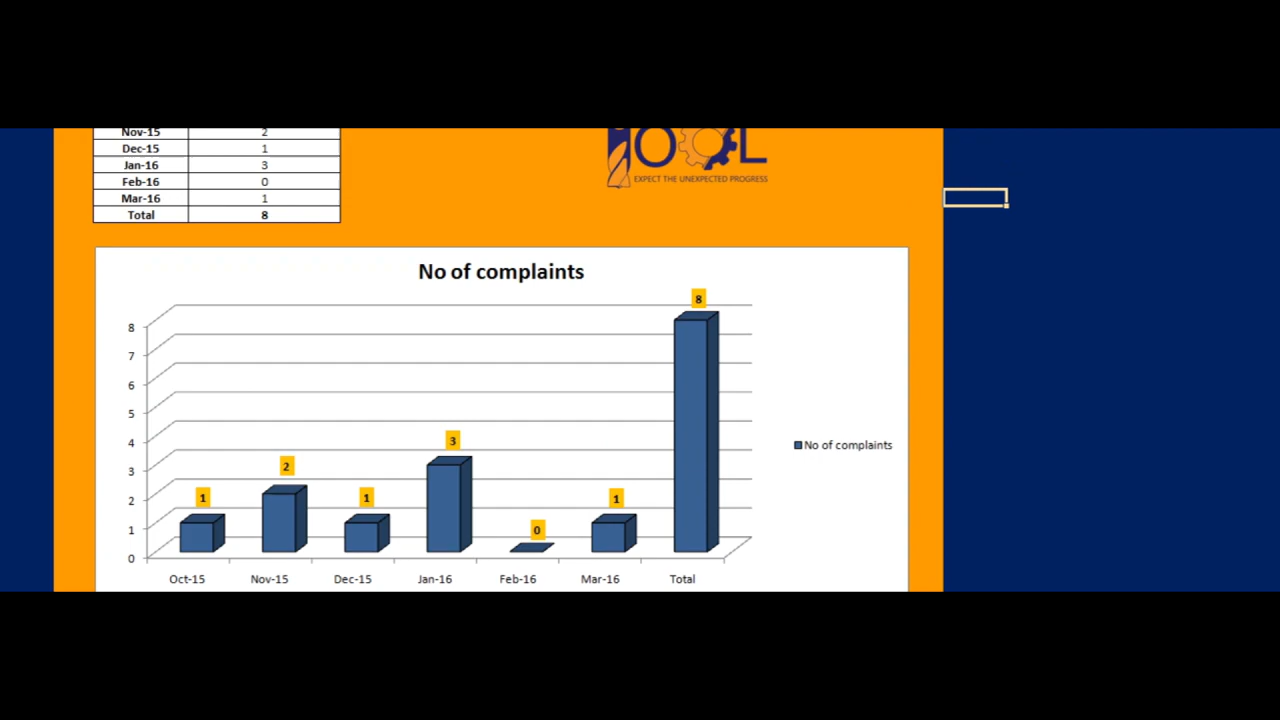 Nov-15 2
Dec-15 1
Jan-16 3
Feb-16 0
Mar-16 1
Total 8
EXPECT THE UNEXPECTED PROGRESS
No of complaints
8
8
7
6
5
4
3
2
1
0
1
2
1
3
0
1
No of complaints
Oct-15 Nov-15 Dec-15 Jan-16 Feb-16 Mar-16 Total